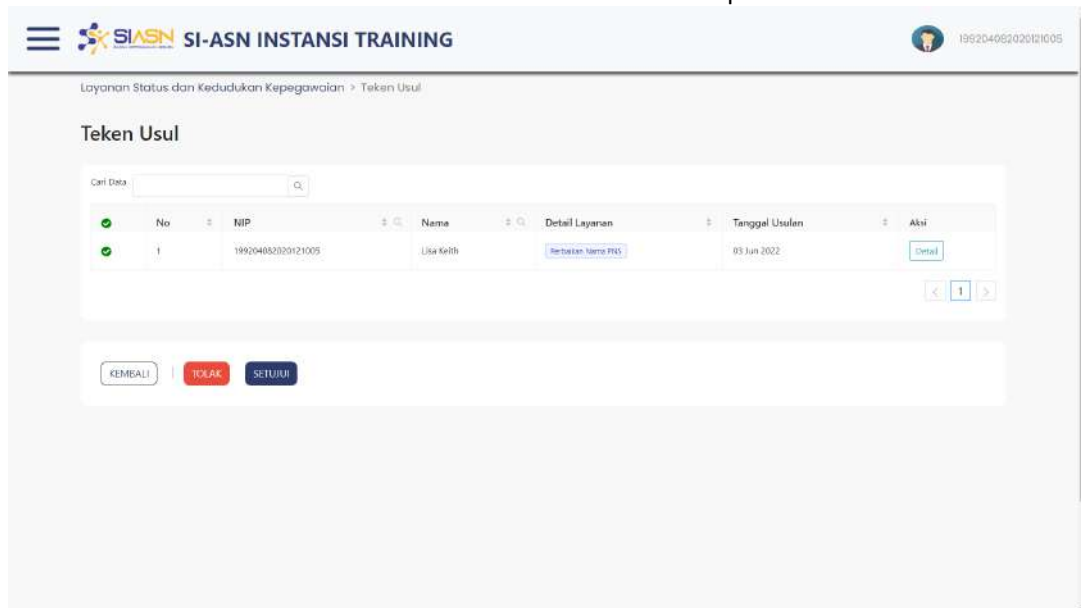 SIASN SI-ASN INSTANSI TRAINING
199204082020121005
Layanan Status dan Kedudukan Kepegawaian > Teken Usul
Teken Usul
Cari Data
No NIP Nama Detail Layanan Tanggal Usulan Aksi
1 199204082020121005 Lisa Keith Perbaikan Nama PNS 03 Jun 2022 Detail
< 1 >
KEMBALI | TOLAK SETUJUI